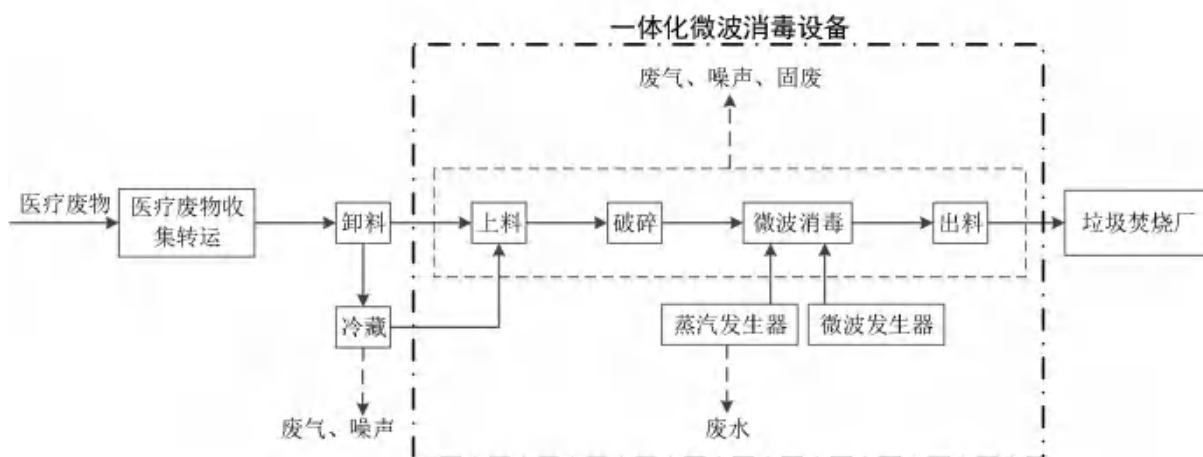 一体化微波消毒设备
废气、噪声、固废
医疗废物
医疗废物收
集转运
卸料
上料
破碎
微波消毒
出料
垃圾焚烧厂
冷藏
蒸汽发生器
微波发生器
废气、噪声
废水